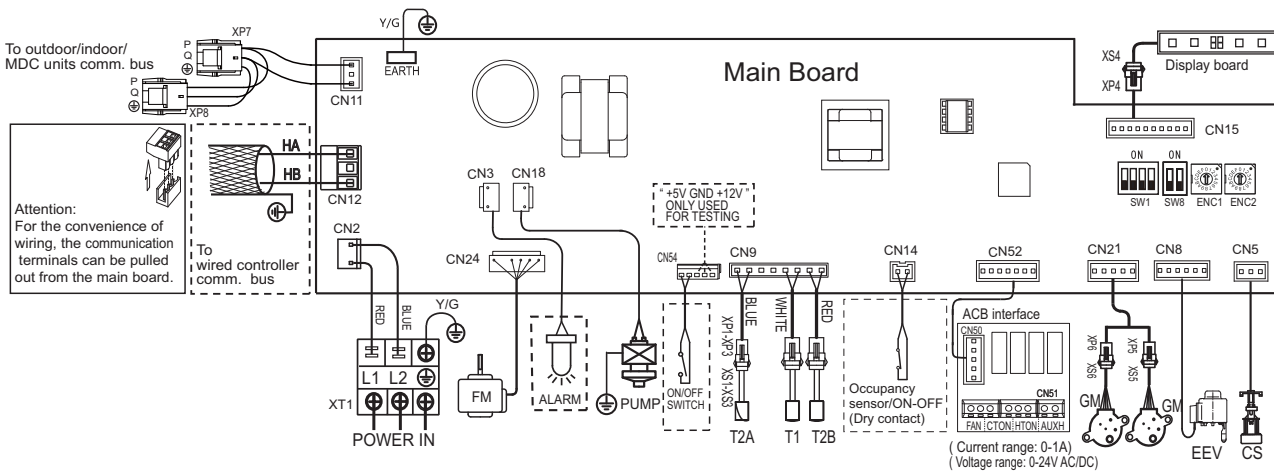 To outdoor/indoor/
MDC units comm. bus
P
Q
XP7
P
Q
XP8
Y/G
EARTH
CN11
Main Board
XS4
XP4
Display board
CN15
ON
ON
SW1
SW8
ENC1
ENC2
Attention:
For the convenience of
wiring, the communication
terminals can be pulled
out from the main board.
HA
HB
CN12
To
wired controller
comm. bus
CN2
RED
BLUE
Y/G
L1 L2
XT1
POWER IN
CN3
CN18
CN24
FM
ALARM
PUMP
" +5V GND +12V "
ONLY USED
FOR TESTING
CN54
ON/OFF
SWITCH
CN9
BLUE
WHITE
RED
XP1-XP3
XS1-XS3
T2A
T1
T2B
CN14
Occupancy
sensor/ON-OFF
(Dry contact)
CN52
ACB interface
CN50
CN51
FAN CTON HTON AUXH
( Current range: 0-1A)
( Voltage range: 0-24V AC/DC)
CN21
XP6
XS6
XP5
XS5
GM
GM
CN8
EEV
CN5
CS